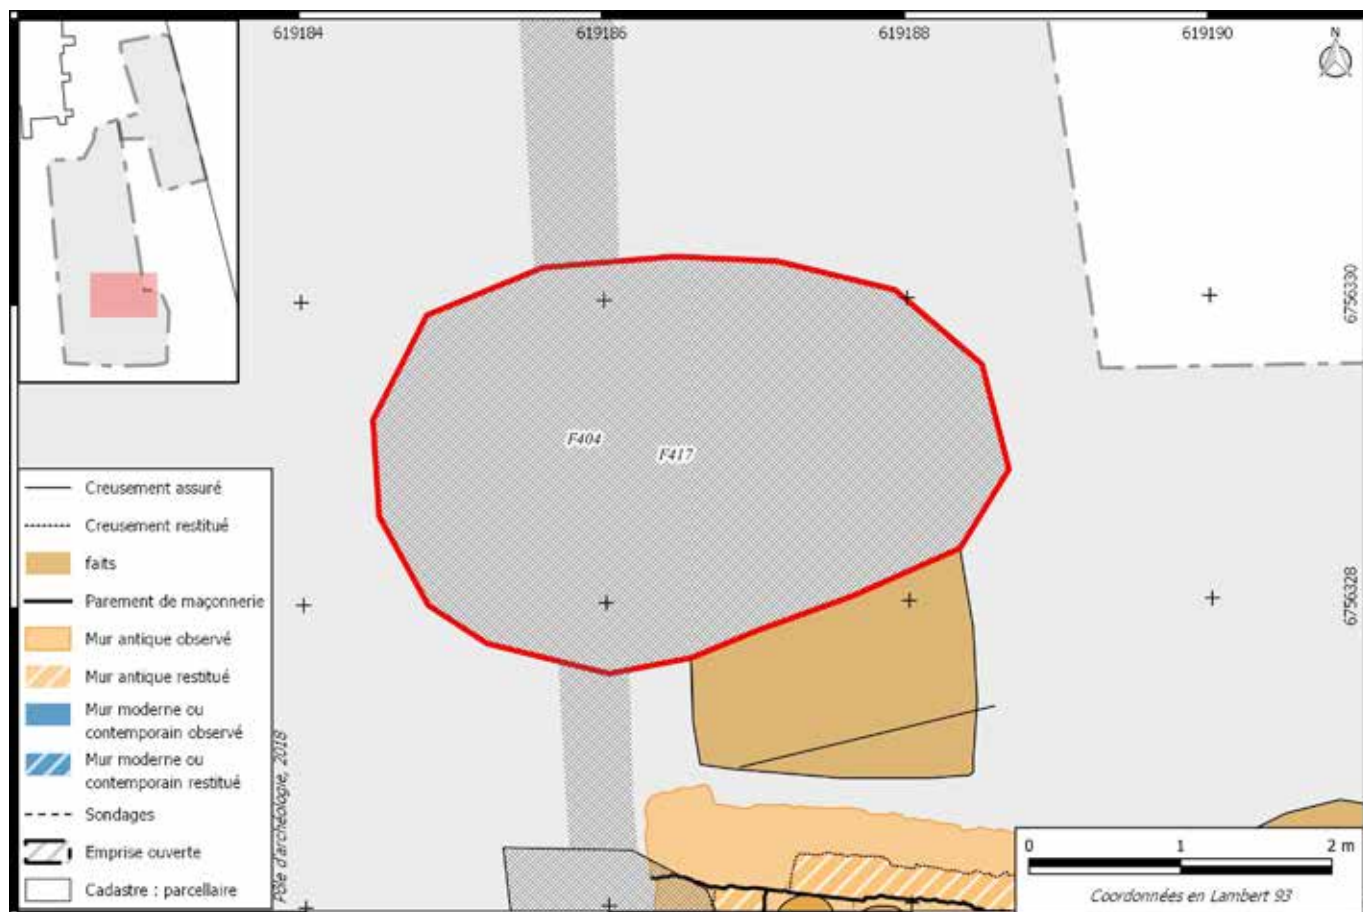 619184
619186
619188
619190
N
6756330
F404
F417
6756328
Creusement assuré
Creusement restitué
faits
Parement de maçonnerie
Mur antique observé
Mur antique restitué
Mur moderne ou
contemporain observé
Mur moderne ou
contemporain restitué
Sondages
Emprise ouverte
Cadastre : parcellaire
Pôle d'archéologie, 2018
0 1 2 m
Coordonnées en Lambert 93